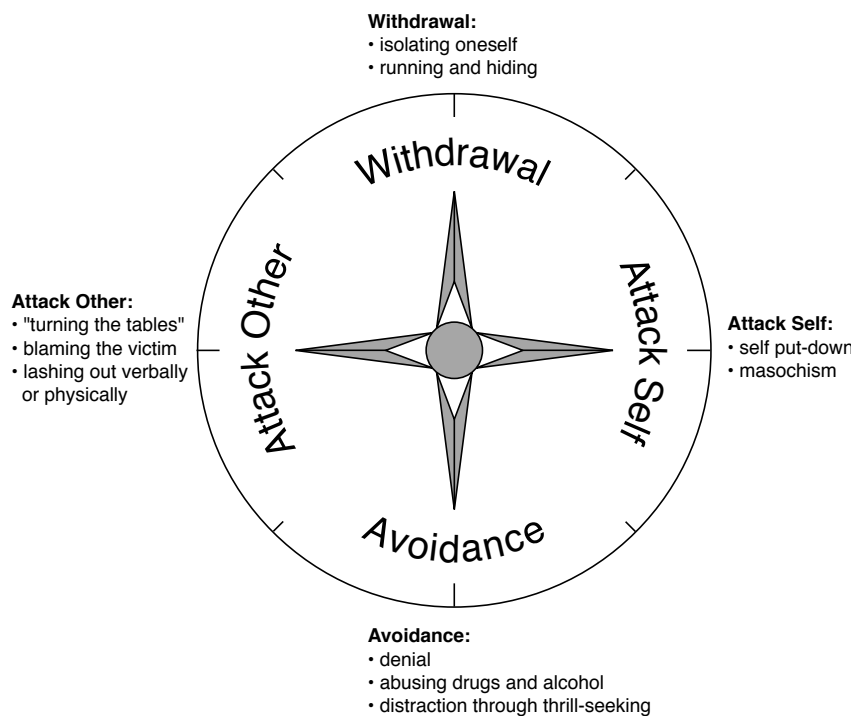 Withdrawal:
• isolating oneself
• running and hiding
Withdrawal
Attack Other:
• "turning the tables"
• blaming the victim
• lashing out verbally
or physically
Attack Other
Attack Self
Attack Self:
• self put-down
• masochism
Avoidance
Avoidance:
• denial
• abusing drugs and alcohol
• distraction through thrill-seeking